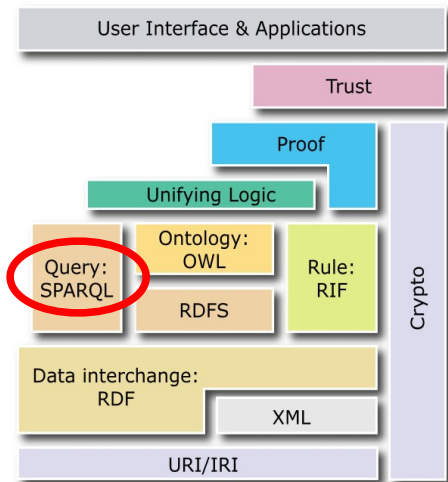 User Interface & Applications
Trust
Proof
Unifying Logic
Query:
SPARQL
Ontology:
OWL
RDFS
Rule:
RIF
Crypto
Data interchange:
RDF
XML
URI/IRI